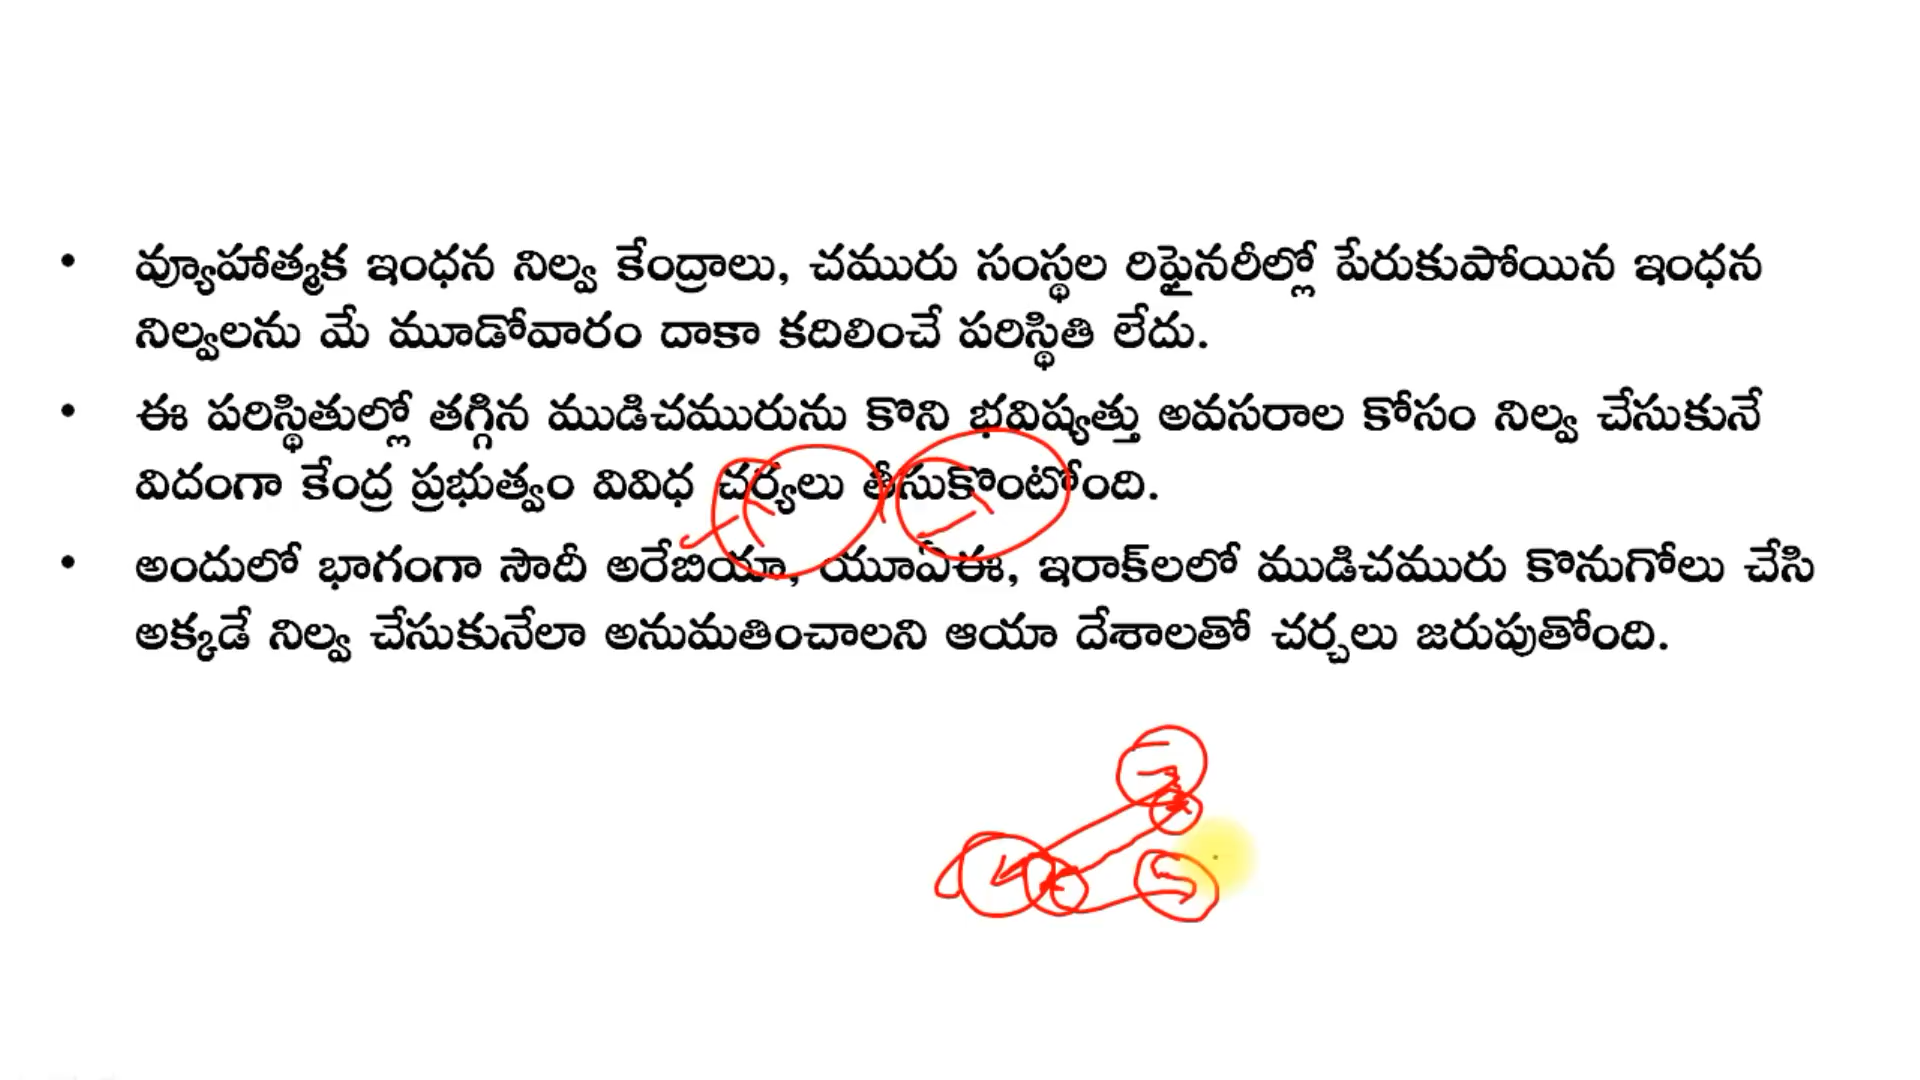 • వ్యూహాత్మక ఇంధన నిల్వ కేంద్రాలు, చమురు సంస్థల రిఫైనరీల్లో పేరుకుపోయిన ఇంధన
నిల్వలను మే మూడోవారం దాకా కదిలించే పరిస్థితి లేదు.
• ఈ పరిస్థితుల్లో తగ్గిన ముడిచమురును కొని భవిష్యత్తు అవసరాల కోసం నిల్వ చేసుకునే
విదంగా కేంద్ర ప్రభుత్వం వివిధ చర్యలు తీసుకొంటోంది.
• అందులో భాగంగా సౌదీ అరేబియా, యూఏఈ, ఇరాక్‌లలో ముడిచమురు కొనుగోలు చేసి
అక్కడే నిల్వ చేసుకునేలా అనుమతించాలని ఆయా దేశాలతో చర్చలు జరుపుతోంది.